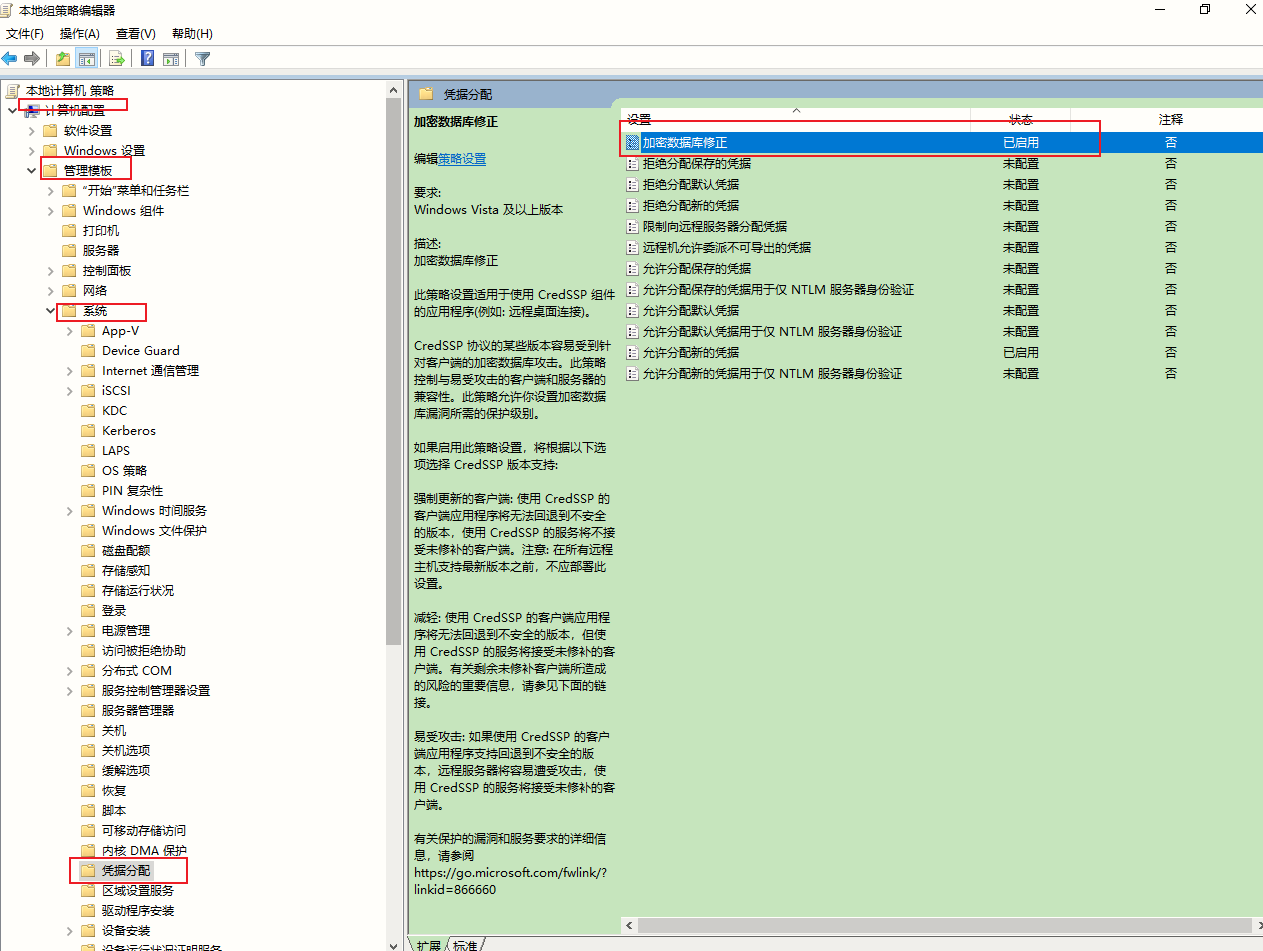 本地组策略编辑器
文件(F) 操作(A) 查看(V) 帮助(H)
本地计算机 策略
计算机配置
软件设置
Windows 设置
管理模板
“开始”菜单和任务栏
Windows 组件
打印机
服务器
控制面板
网络
系统
App-V
Device Guard
Internet 通信管理
iSCSI
KDC
Kerberos
LAPS
OS 策略
PIN 复杂性
Windows 时间服务
Windows 文件保护
磁盘配额
存储感知
存储运行状况
登录
电源管理
访问被拒绝协助
分布式 COM
服务控制管理器设置
服务器管理器
关机
关机选项
缓解选项
恢复
脚本
可移动存储访问
内核 DMA 保护
凭据分配
区域设置服务
驱动程序安装
设备安装
设备运行状况证明服务
凭据分配
加密数据库修正
编辑策略设置
要求:
Windows Vista 及以上版本
描述:
加密数据库修正
此策略设置适用于使用 CredSSP 组件
的应用程序(例如: 远程桌面连接)。
CredSSP 协议的某些版本容易受到针
对客户端的加密数据库攻击。此策略
控制与易受攻击的客户端和服务器的
兼容性。此策略允许你设置加密数据
库漏洞所需的保护级别。
如果启用此策略设置，将根据以下选
项选择 CredSSP 版本支持:
强制更新的客户端: 使用 CredSSP 的
客户端应用程序将无法回退到不安全
的版本，使用 CredSSP 的服务将不接
受未修补的客户端。注意: 在所有远程
主机支持最新版本之前，不应部署此
设置。
减轻: 使用 CredSSP 的客户端应用程
序将无法回退到不安全的版本，但使
用 CredSSP 的服务将接受未修补的客
户端。有关剩余未修补客户端所造成
的风险的重要信息，请参见下面的链
接。
易受攻击: 如果使用 CredSSP 的客户
端应用程序支持回退到不安全的版
本，远程服务器将容易遭受攻击，使
用 CredSSP 的服务将接受未修补的客
户端。
有关保护的漏洞和服务要求的详细信
息，请参阅
https://go.microsoft.com/fwlink/?
linkid=866660
设置 状态 注释
加密数据库修正 已启用 否
拒绝分配保存的凭据 未配置 否
拒绝分配默认凭据 未配置 否
拒绝分配新的凭据 未配置 否
限制向远程服务器分配凭据 未配置 否
远程机允许委派不可导出的凭据 未配置 否
允许分配保存的凭据 未配置 否
允许分配保存的凭据用于仅 NTLM 服务器身份验证 未配置 否
允许分配默认凭据 未配置 否
允许分配默认凭据用于仅 NTLM 服务器身份验证 未配置 否
允许分配新的凭据 已启用 否
允许分配新的凭据用于仅 NTLM 服务器身份验证 未配置 否
扩展 标准